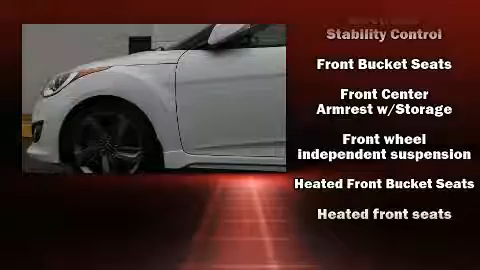 Stability Control
Front Bucket Seats
Front Center
Armrest w/Storage
Front wheel
independent suspension
Heated Front Bucket Seats
Heated front seats